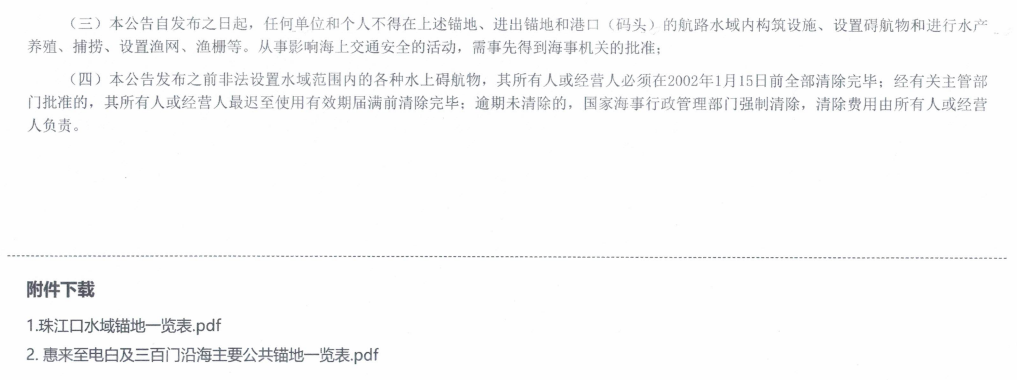 （三）本公告自发布之日起，任何单位和个人不得在上述锚地、进出锚地和港口（码头）的航路水域内构筑设施、设置碍航物和进行水产
养殖、捕捞、设置渔网、渔栅等。从事影响海上交通安全的活动，需事先得到海事机关的批准；
（四）本公告发布之前非法设置水域范围内的各种水上碍航物，其所有人或经营人必须在2002年1月15日前全部清除完毕；经有关主管部
门批准的，其所有人或经营人最迟至使用有效期届满前清除完毕；逾期未清除的，国家海事行政管理部门强制清除，清除费用由所有人或经营
人负责。
附件下载
1.珠江口水域锚地一览表.pdf
2. 惠来至电白及三百门沿海主要公共锚地一览表.pdf